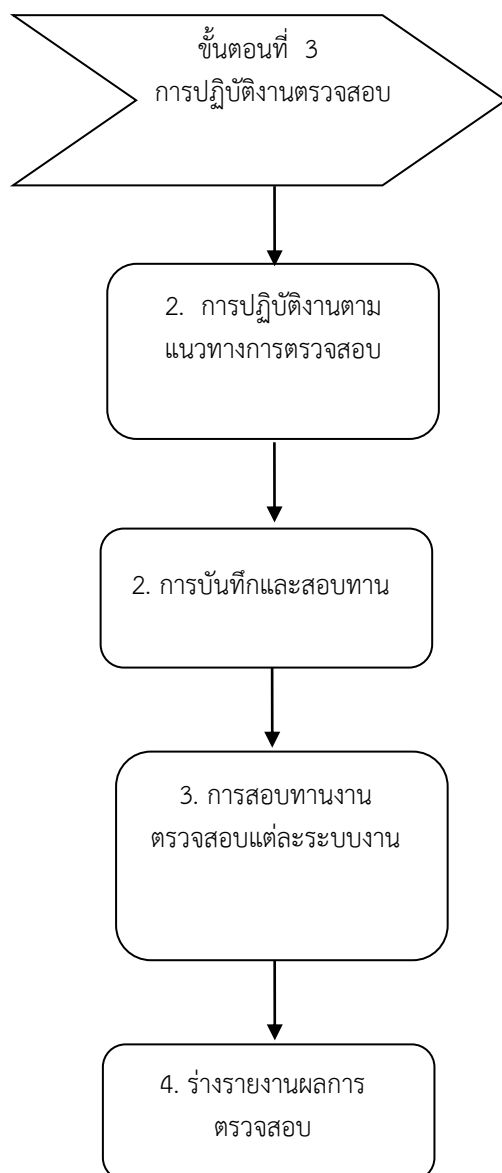 ขั้นตอนที่ 3
การปฏิบัติงานตรวจสอบ
2. การปฏิบัติงานตาม
แนวทางการตรวจสอบ
2. การบันทึกและสอบทาน
3. การสอบทานงาน
ตรวจสอบแต่ละระบบงาน
4. ร่างรายงานผลการ
ตรวจสอบ